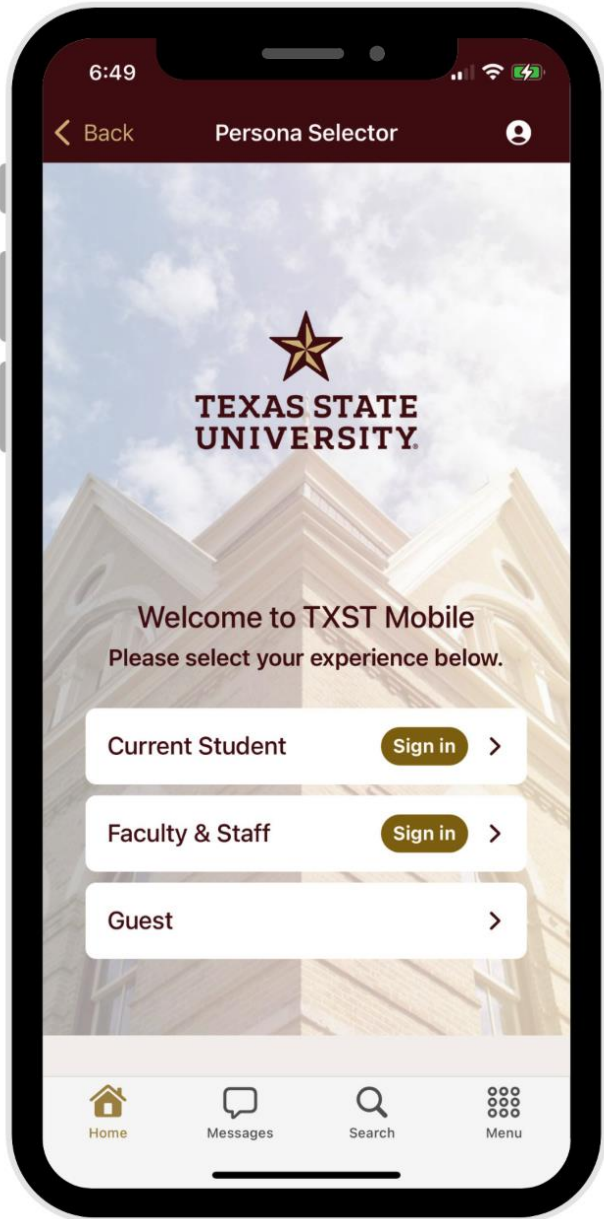 6:49
Back
Persona Selector
TEXAS STATE
UNIVERSITY®
Welcome to TXST Mobile
Please select your experience below.
Current Student Sign in
Faculty & Staff Sign in
Guest
Home Messages Search Menu